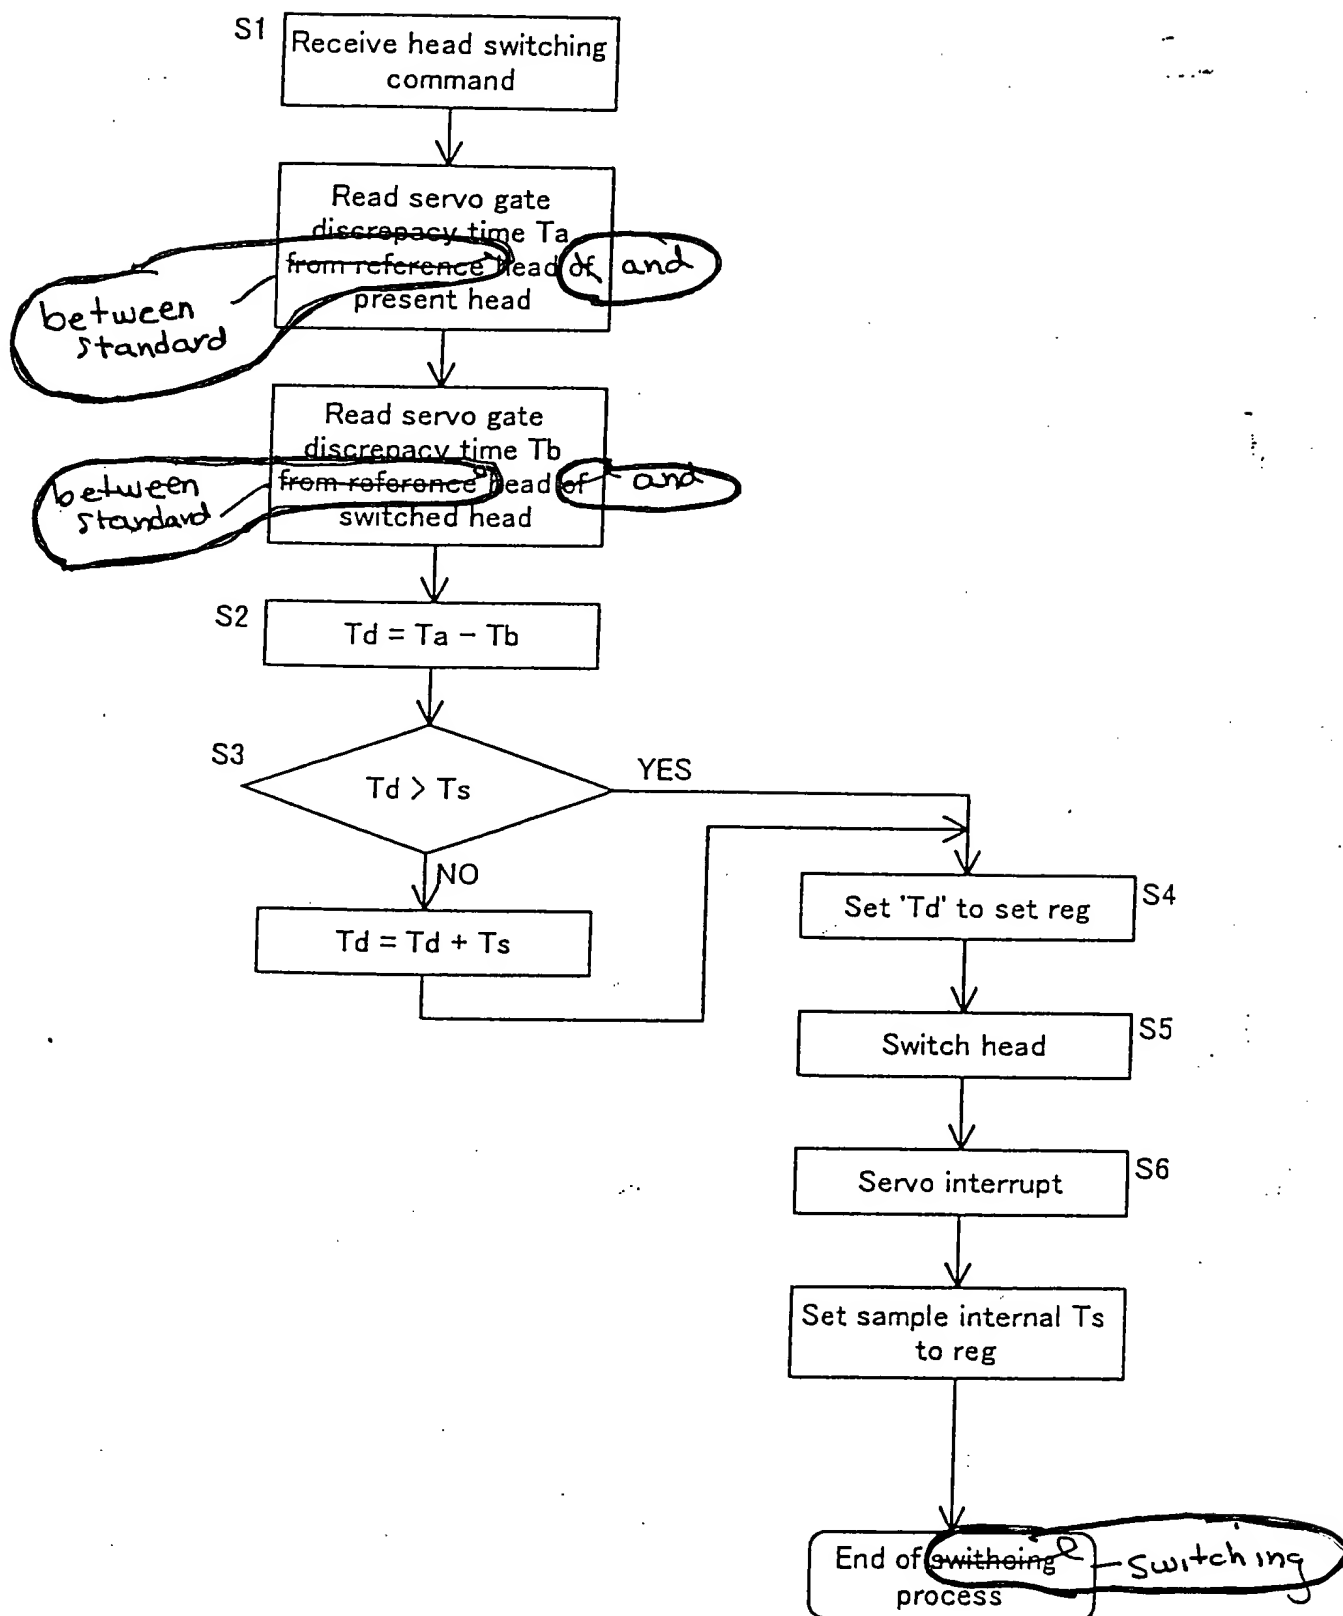 S1
Receive head switching
command
Read servo gate
discrepacy time Ta
from reference head of and
present head
between
standard
Read servo gate
discrepacy time Tb
from reference head of and
switched head
between
standard
S2
Td = Ta - Tb
S3
Td > Ts
YES
NO
Td = Td + Ts
Set 'Td' to set reg
S4
Switch head
S5
Servo interrupt
S6
Set sample internal Ts
to reg
End of swithcing switching
process